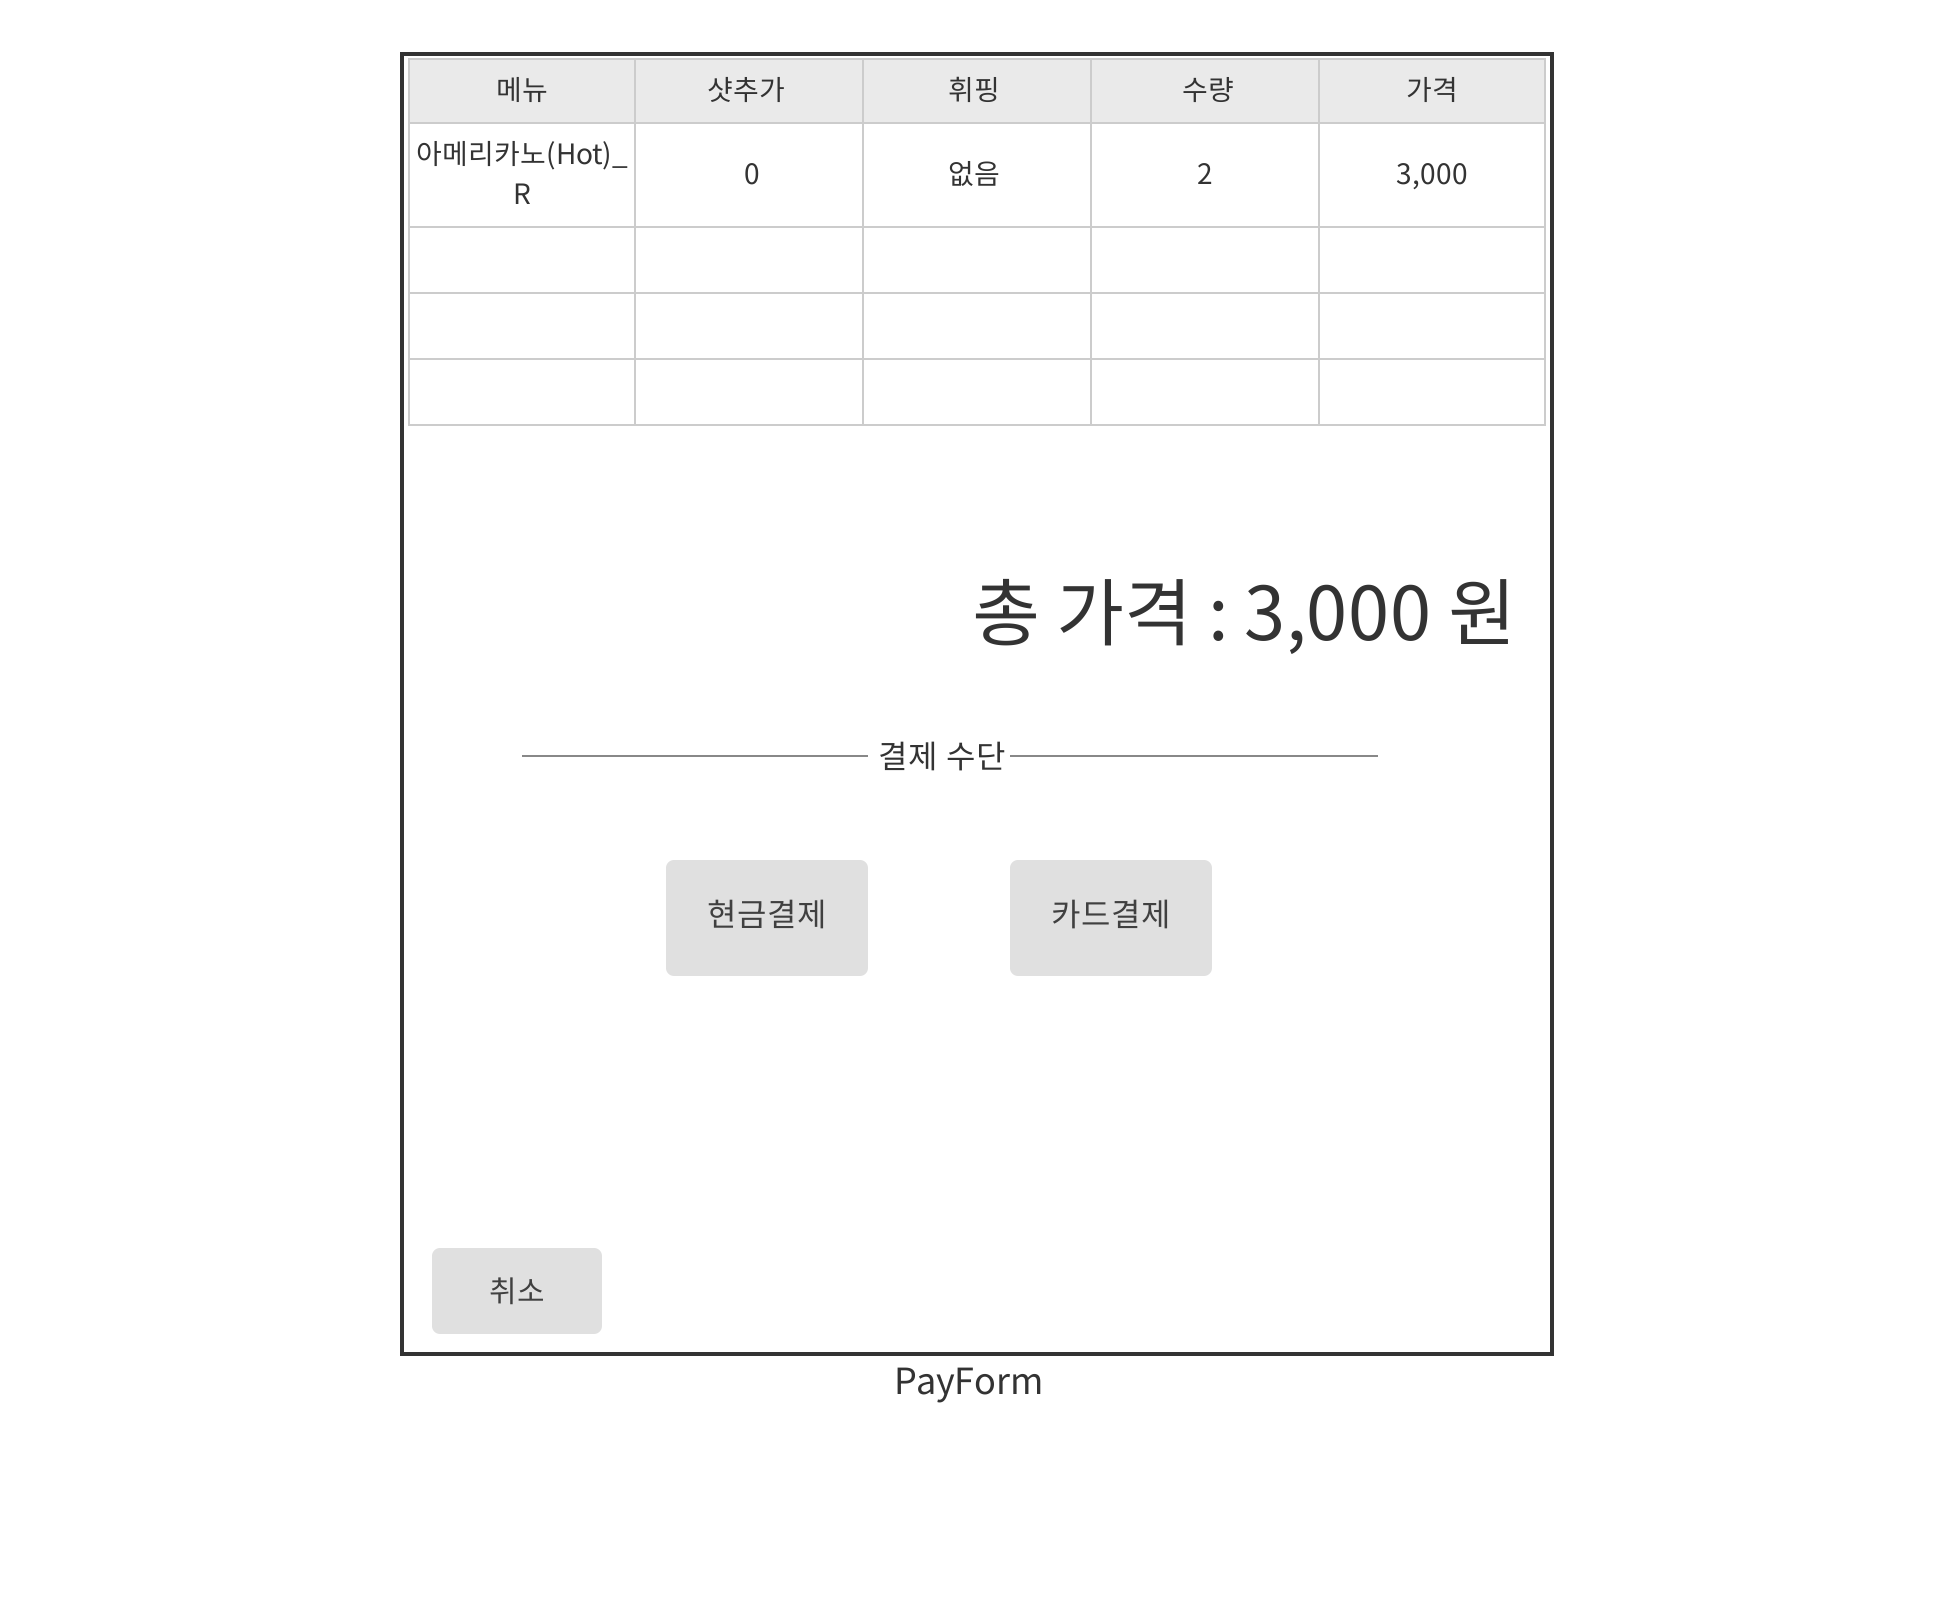 메뉴 샷추가 휘핑 수량 가격
아메리카노(Hot)_
R 0 없음 2 3,000
총 가격 : 3,000 원
결제 수단
현금결제 카드결제
취소
PayForm